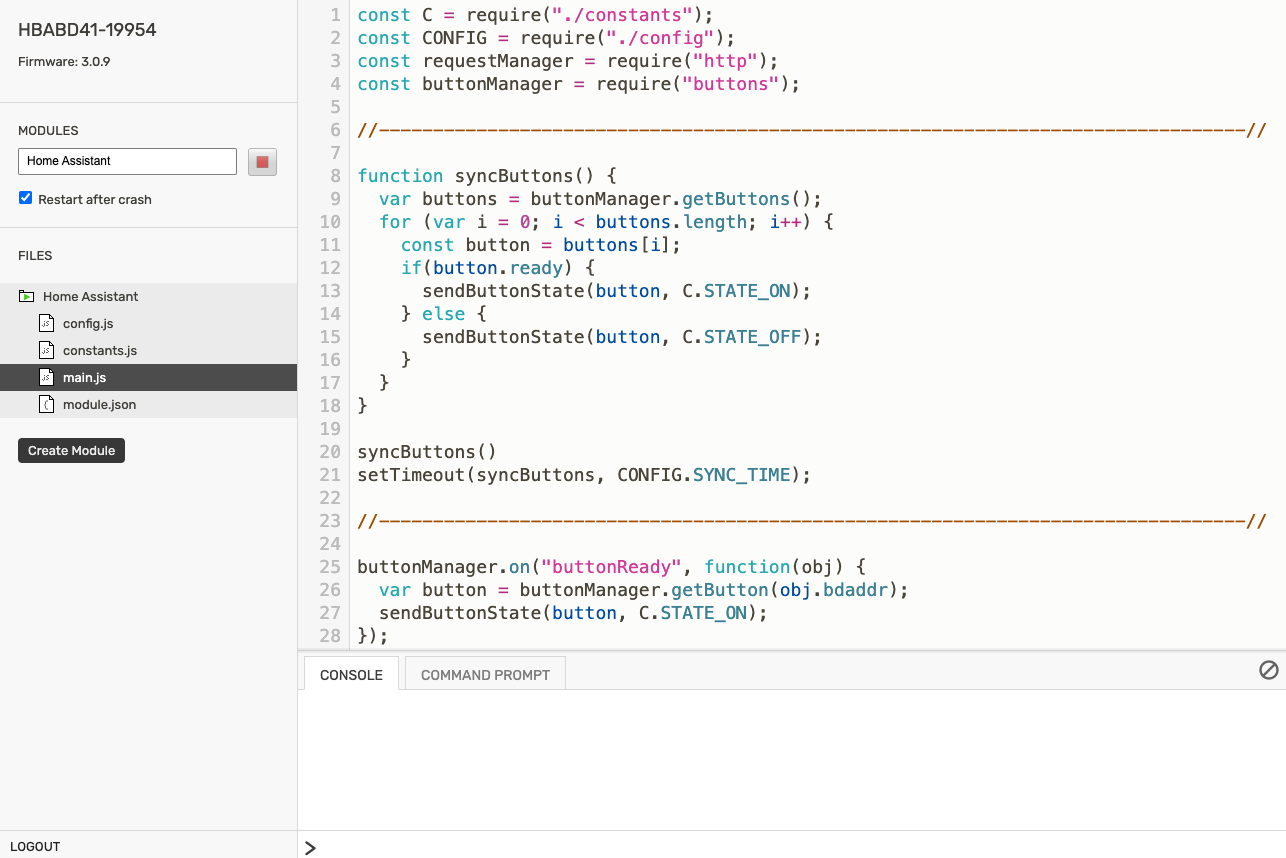 HBABD41-19954
Firmware: 3.0.9
MODULES
Home Assistant
Restart after crash
FILES
Home Assistant
config.js
constants.js
main.js
module.json
Create Module
LOGOUT
1 const C = require("./constants");
2 const CONFIG = require("./config");
3 const requestManager = require("http");
4 const buttonManager = require("buttons");
5
6 //--------------------------------------------------------------------------------//
7
8 function syncButtons() {
9   var buttons = buttonManager.getButtons();
10   for (var i = 0; i < buttons.length; i++) {
11     const button = buttons[i];
12     if(button.ready) {
13       sendButtonState(button, C.STATE_ON);
14     } else {
15       sendButtonState(button, C.STATE_OFF);
16     }
17   }
18 }
19
20 syncButtons()
21 setTimeout(syncButtons, CONFIG.SYNC_TIME);
22
23 //--------------------------------------------------------------------------------//
24
25 buttonManager.on("buttonReady", function(obj) {
26   var button = buttonManager.getButton(obj.bdaddr);
27   sendButtonState(button, C.STATE_ON);
28 });
CONSOLE
COMMAND PROMPT
>